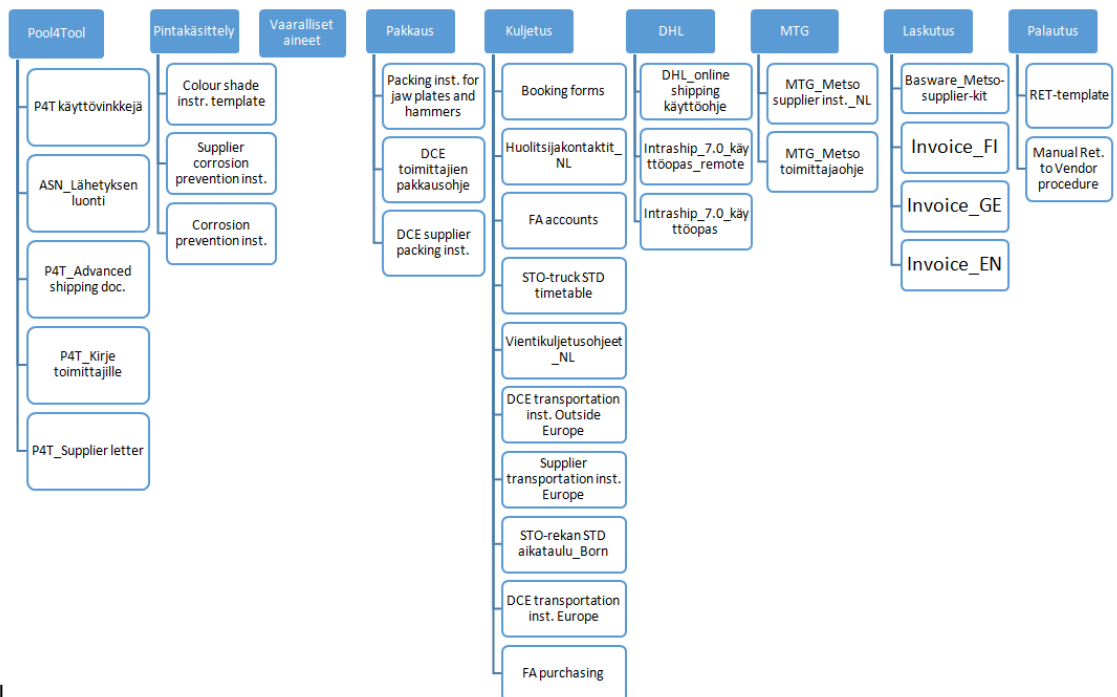 Pool4Tool
P4T käyttövinkkejä
ASN_Lähetyksen
luonti
P4T_Advanced
shipping doc.
P4T_Kirje
toimittajille
P4T_Supplier letter
Pintakäsittely
Colour shade
instr. template
Supplier
corrosion
prevention inst.
Corrosion
prevention inst.
Vaaralliset
aineet
Pakkaus
Packing inst. for
jaw plates and
hammers
DCE
toimittajien
pakkausohje
DCE supplier
packing inst.
Kuljetus
Booking forms
Huolitsijakontaktit_
NL
FA accounts
STO-truck STD
timetable
Vientikuljetusohjeet
_NL
DCE transportation
inst. Outside
Europe
Supplier
transportation inst.
Europe
STO-rekan STD
aikataulu_Born
DCE transportation
inst. Europe
FA purchasing
DHL
DHL_online
shipping
käyttöohje
Intraship_7.0_käy
ttöopas_remote
Intraship_7.0_käy
ttöopas
MTG
MTG_Metso
supplier inst._NL
MTG_Metso
toimittajaohje
Laskutus
Basware_Metso-
supplier-kit
Invoice_FI
Invoice_GE
Invoice_EN
Palautus
RET-template
Manual Ret.
to Vendor
procedure